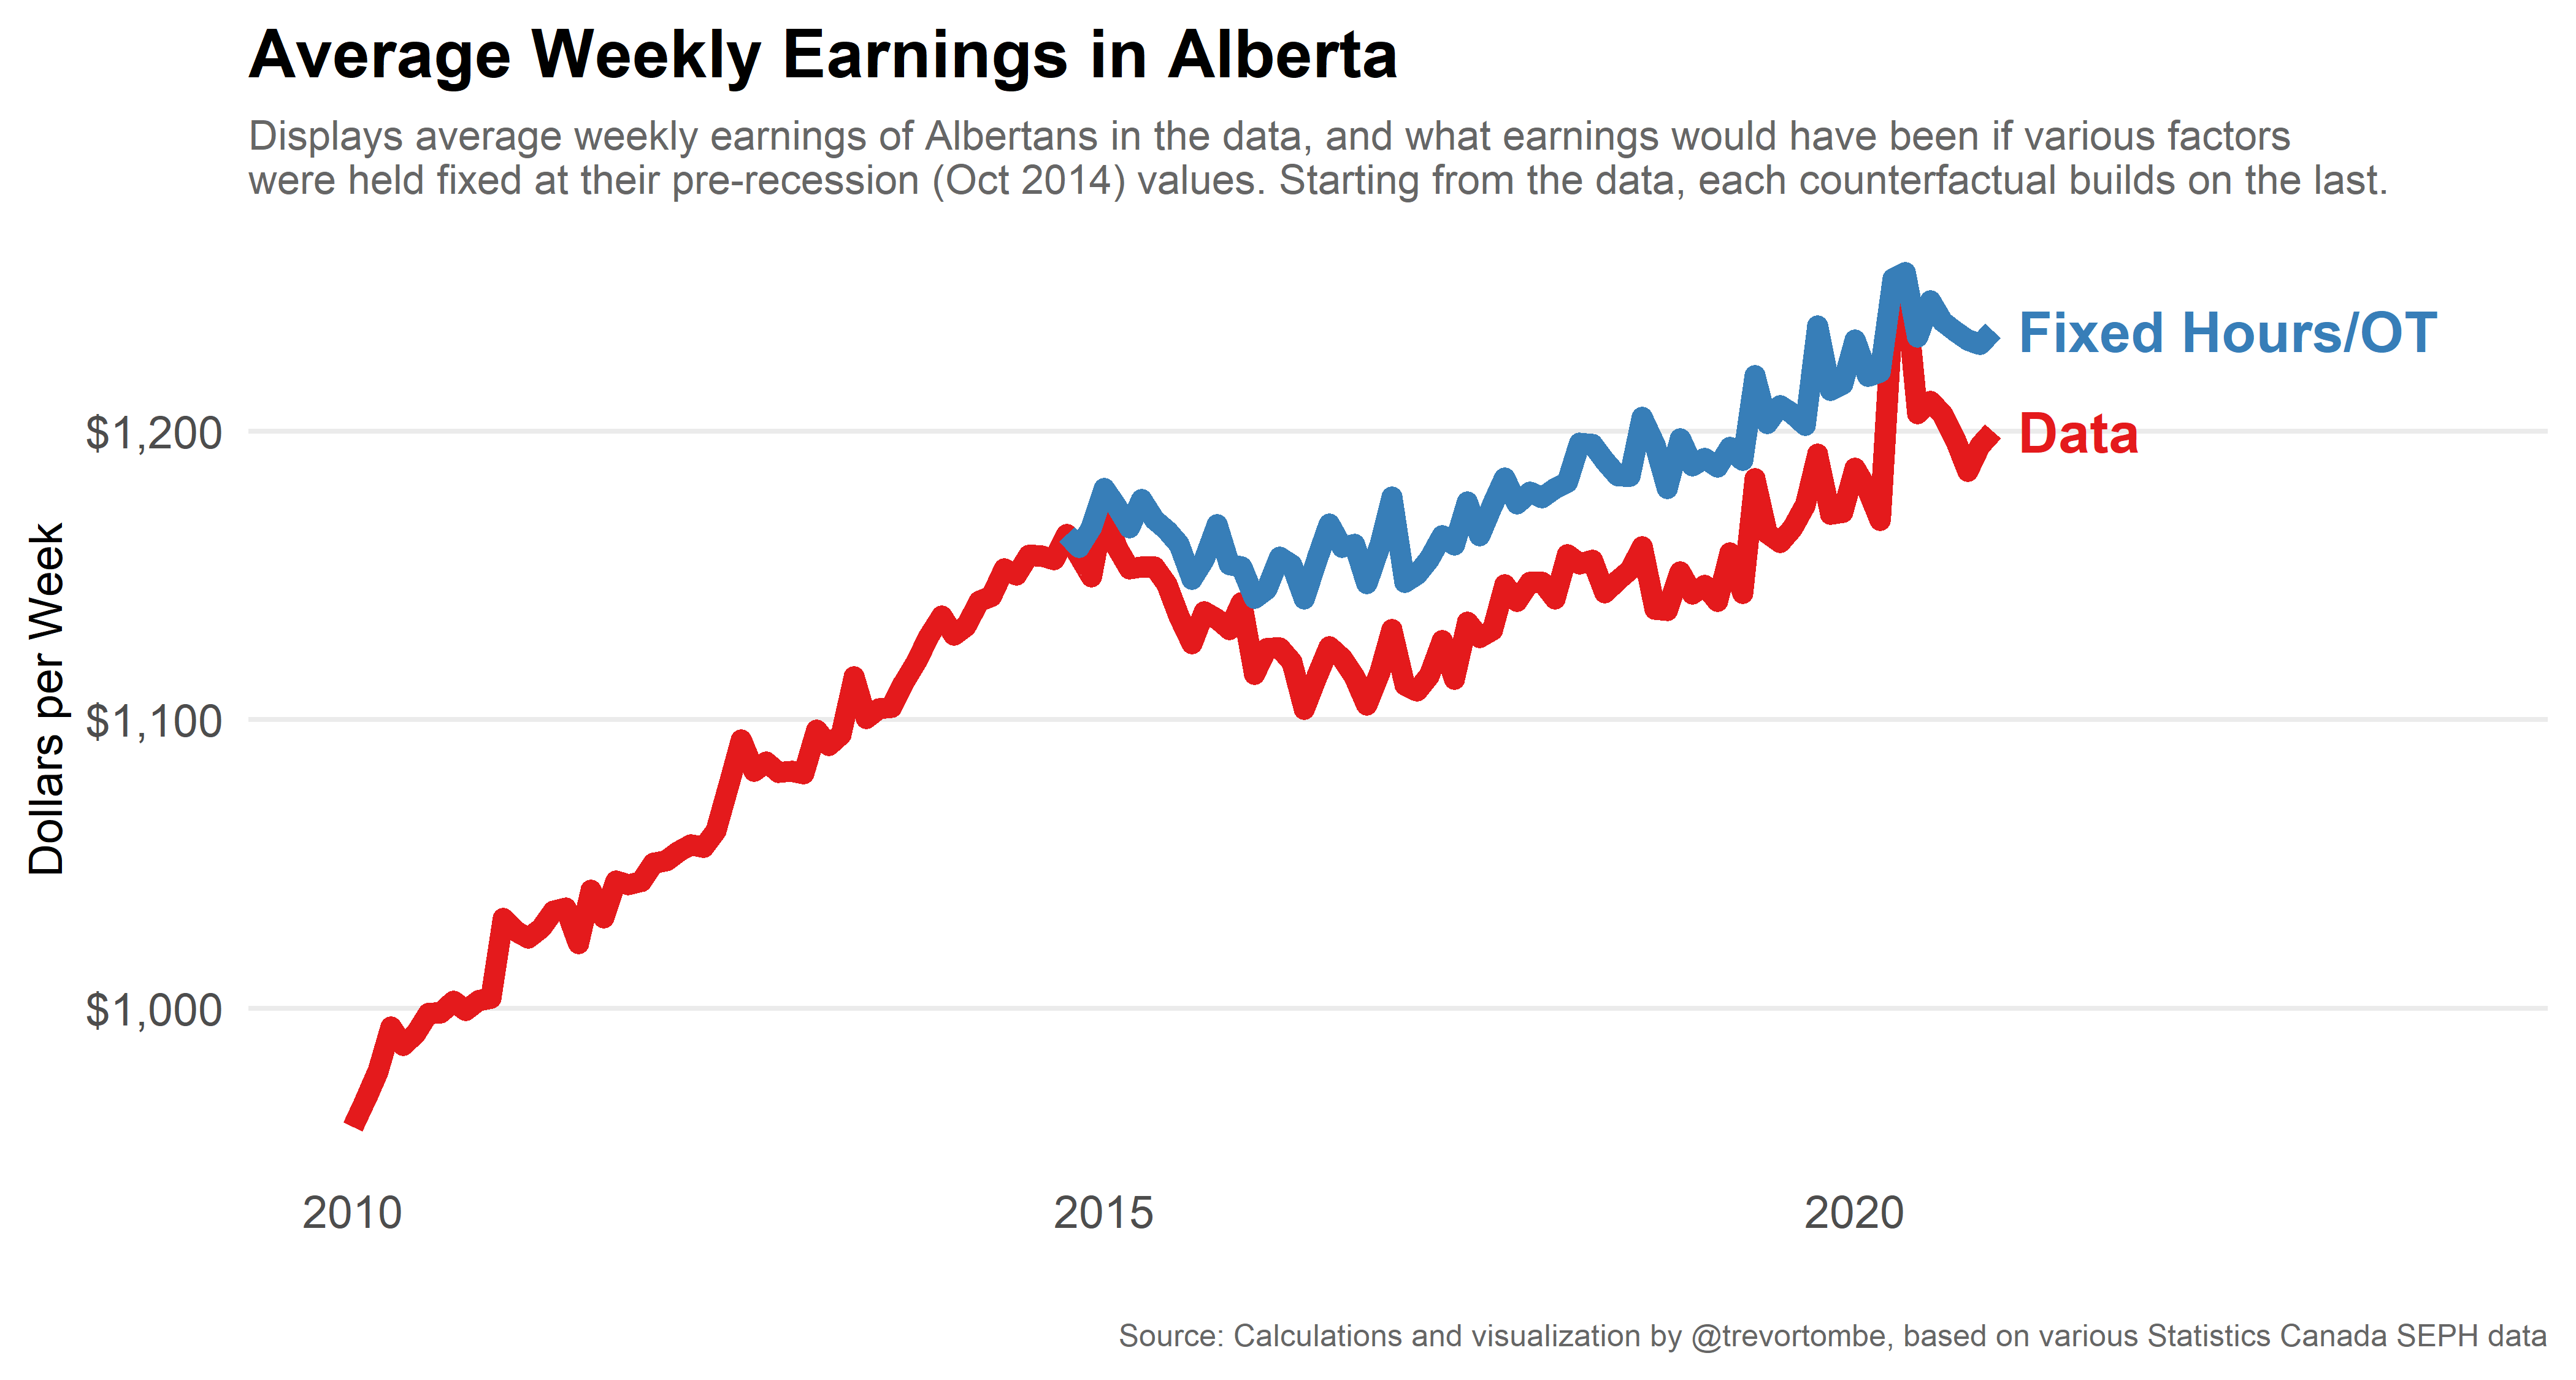 Average Weekly Earnings in Alberta
Displays average weekly earnings of Albertans in the data, and what earnings would have been if various factors
were held fixed at their pre-recession (Oct 2014) values. Starting from the data, each counterfactual builds on the last.
Fixed Hours/OT
Data
$1,200
$1,100
$1,000
Dollars per Week
2010
2015
2020
Source: Calculations and visualization by @trevortombe, based on various Statistics Canada SEPH data